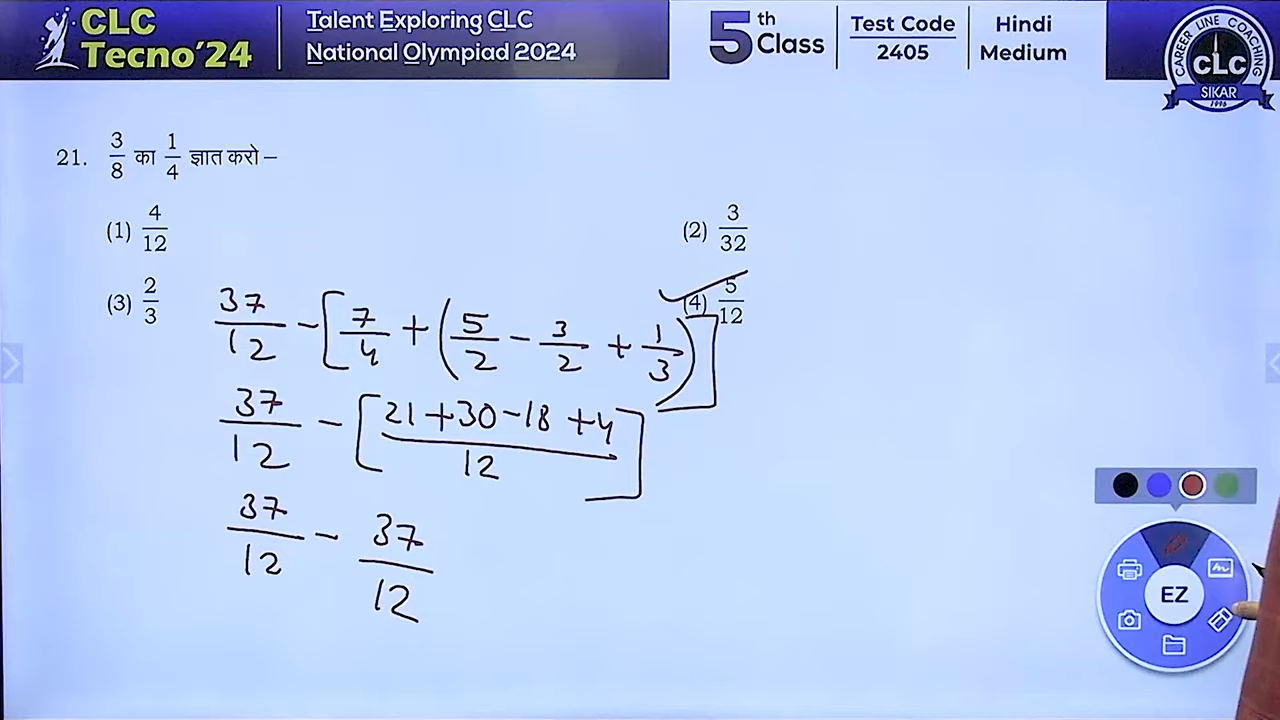 CLC
Tecno'24
Talent Exploring CLC
National Olympiad 2024
5th Class
Test Code
2405
Hindi
Medium
CAREER LINE COACHING
CLC
SIKAR
1996
21. 3/8 का 1/4 ज्ञात करो –
(1) 4/12
(2) 3/32
(3) 2/3
(4) 5/12
37/12 - [7/4 + (5/2 - 3/2 + 1/3)]
37/12 - [21+30-18+4/12]
37/12 - 37/12
EZ